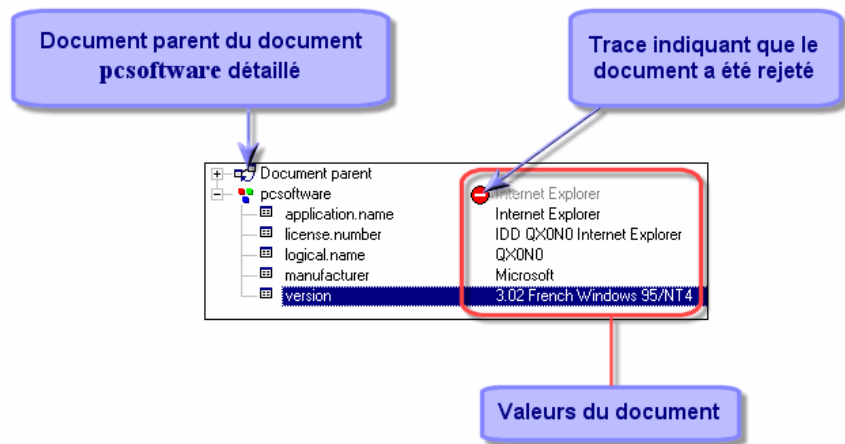 Document parent du document
pcsoftware détaillé
Trace indiquant que le
document a été rejeté
Document parent
pcsoftware Internet Explorer
application.name Internet Explorer
license.number IDD QX0N0 Internet Explorer
logical.name QX0N0
manufacturer Microsoft
version 3.02 French Windows 95/NT4
Valeurs du document